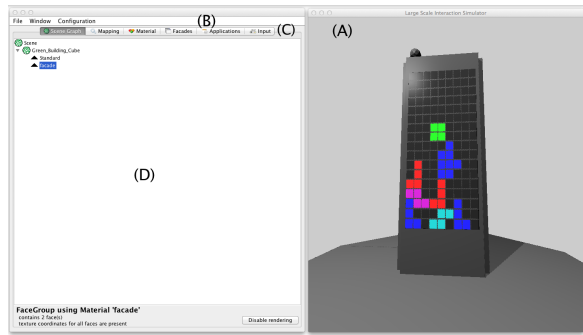 File Window Configuration
(B)
Scene Graph Mapping Material Facades Applications Input
(C)
Scene
Green_Building_Cube
Standard
facade
(D)
FaceGroup using Material 'facade'
contains 2 face(s)
texture coordinates for all faces are present
Disable rendering
Large Scale Interaction Simulator
(A)